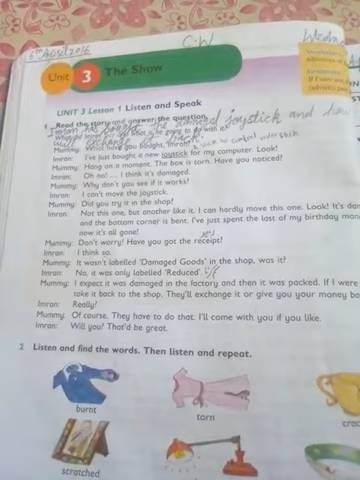 6th April 2016
C.W
Unit 3 The Show
UNIT 3 Lesson 1 Listen and Speak
1 Read the story and answer the question.
Imran has bought the damaged joystick and
will exchange it
Mummy: What have you bought, Imran?
Imran: I've just bought a new joystick for my computer. Look!
Mummy: Hang on a moment. The box is torn. Have you noticed?
Imran: Oh no! ... I think it's damaged.
Mummy: Why don't you see if it works?
Imran: I can't move the joystick.
Mummy: Did you try it in the shop?
Imran: Not this one, but another like it. I can hardly move this one. Look! It's
and the bottom corner is bent. I've just spent the last of my birthday
now it's all gone!
yes
Mummy: Don't worry! Have you got the receipt?
Imran: I think so.
Mummy: It wasn't labelled 'Damaged Goods' in the shop, was it?
Imran: No, it was only labelled 'Reduced'.
Mummy: I expect it was damaged in the factory and then it was packed. If I were
take it back to the shop. They'll exchange it or give you your money
Imran: Really?
Mummy: Of course. They have to do that. I'll come with you if you like.
Imran: Will you? That'd be great.
2 Listen and find the words. Then listen and repeat.
burnt
torn
scratched